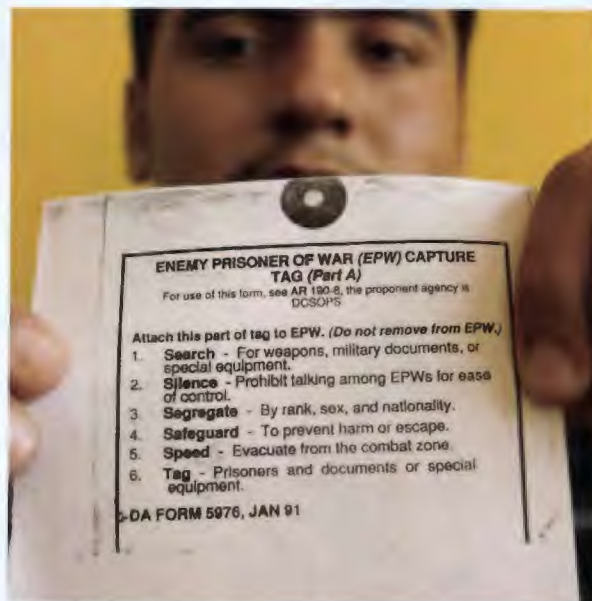 ENEMY PRISONER OF WAR (EPW) CAPTURE
TAG (Part A)
For use of this form, see AR 190-8, the proponent agency is
DCSOPS
Attach this part of tag to EPW. (Do not remove from EPW.)
1. Search - For weapons, military documents, or
special equipment.
2. Silence - Prohibit talking among EPWs for ease
of control.
3. Segregate - By rank, sex, and nationality.
4. Safeguard - To prevent harm or escape.
5. Speed - Evacuate from the combat zone.
6. Tag - Prisoners and documents or special
equipment.
DA FORM 5976, JAN 91